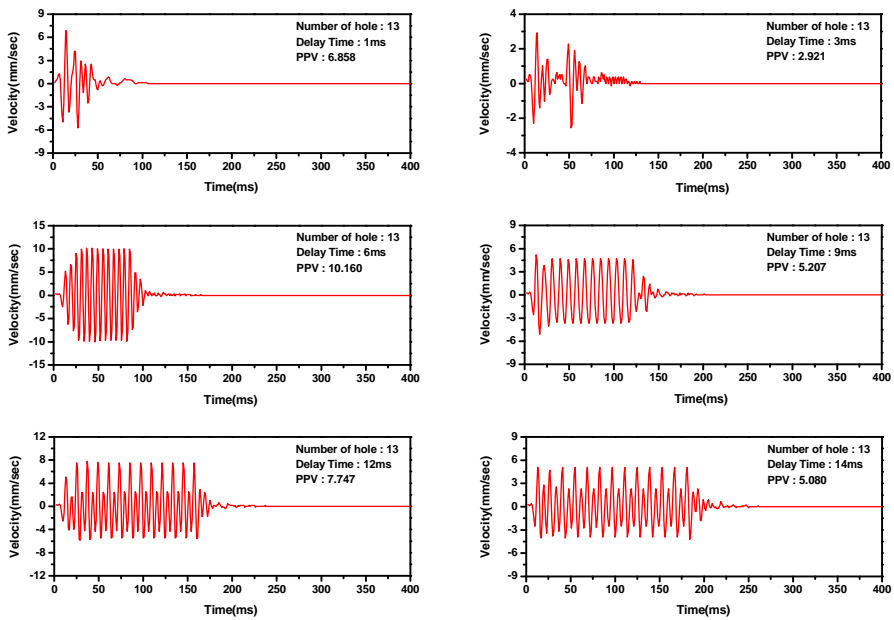 Number of hole : 13
Delay Time : 1ms
PPV : 6.858
Velocity(mm/sec)
9
6
3
0
-3
-6
-9
0 50 100 150 200 250 300 350 400
Time(ms)
Number of hole : 13
Delay Time : 3ms
PPV : 2.921
Velocity(mm/sec)
4
2
0
-2
-4
0 50 100 150 200 250 300 350 400
Time(ms)
Number of hole : 13
Delay Time : 6ms
PPV : 10.160
Velocity(mm/sec)
15
10
5
0
-5
-10
-15
0 50 100 150 200 250 300 350 400
Time(ms)
Number of hole : 13
Delay Time : 9ms
PPV : 5.207
Velocity(mm/sec)
9
6
3
0
-3
-6
-9
0 50 100 150 200 250 300 350 400
Time(ms)
Number of hole : 13
Delay Time : 12ms
PPV : 7.747
Velocity(mm/sec)
12
8
4
0
-4
-8
-12
0 50 100 150 200 250 300 350 400
Time(ms)
Number of hole : 13
Delay Time : 14ms
PPV : 5.080
Velocity(mm/sec)
9
6
3
0
-3
-6
-9
0 50 100 150 200 250 300 350 400
Time(ms)